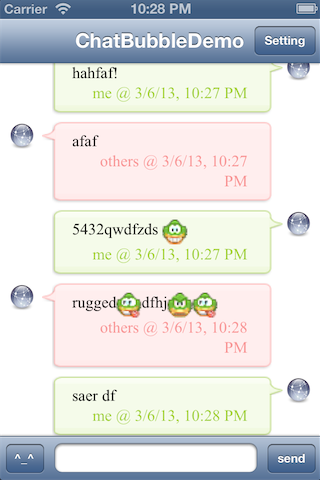 Carrier 10:28 PM
ChatBubbleDemo Setting
hahfaf!
me @ 3/6/13, 10:27 PM
afaf
others @ 3/6/13, 10:27
PM
5432qwdfzds
me @ 3/6/13, 10:27 PM
rugged dfhj
others @ 3/6/13, 10:28
PM
saer df
me @ 3/6/13, 10:28 PM
^_^ send